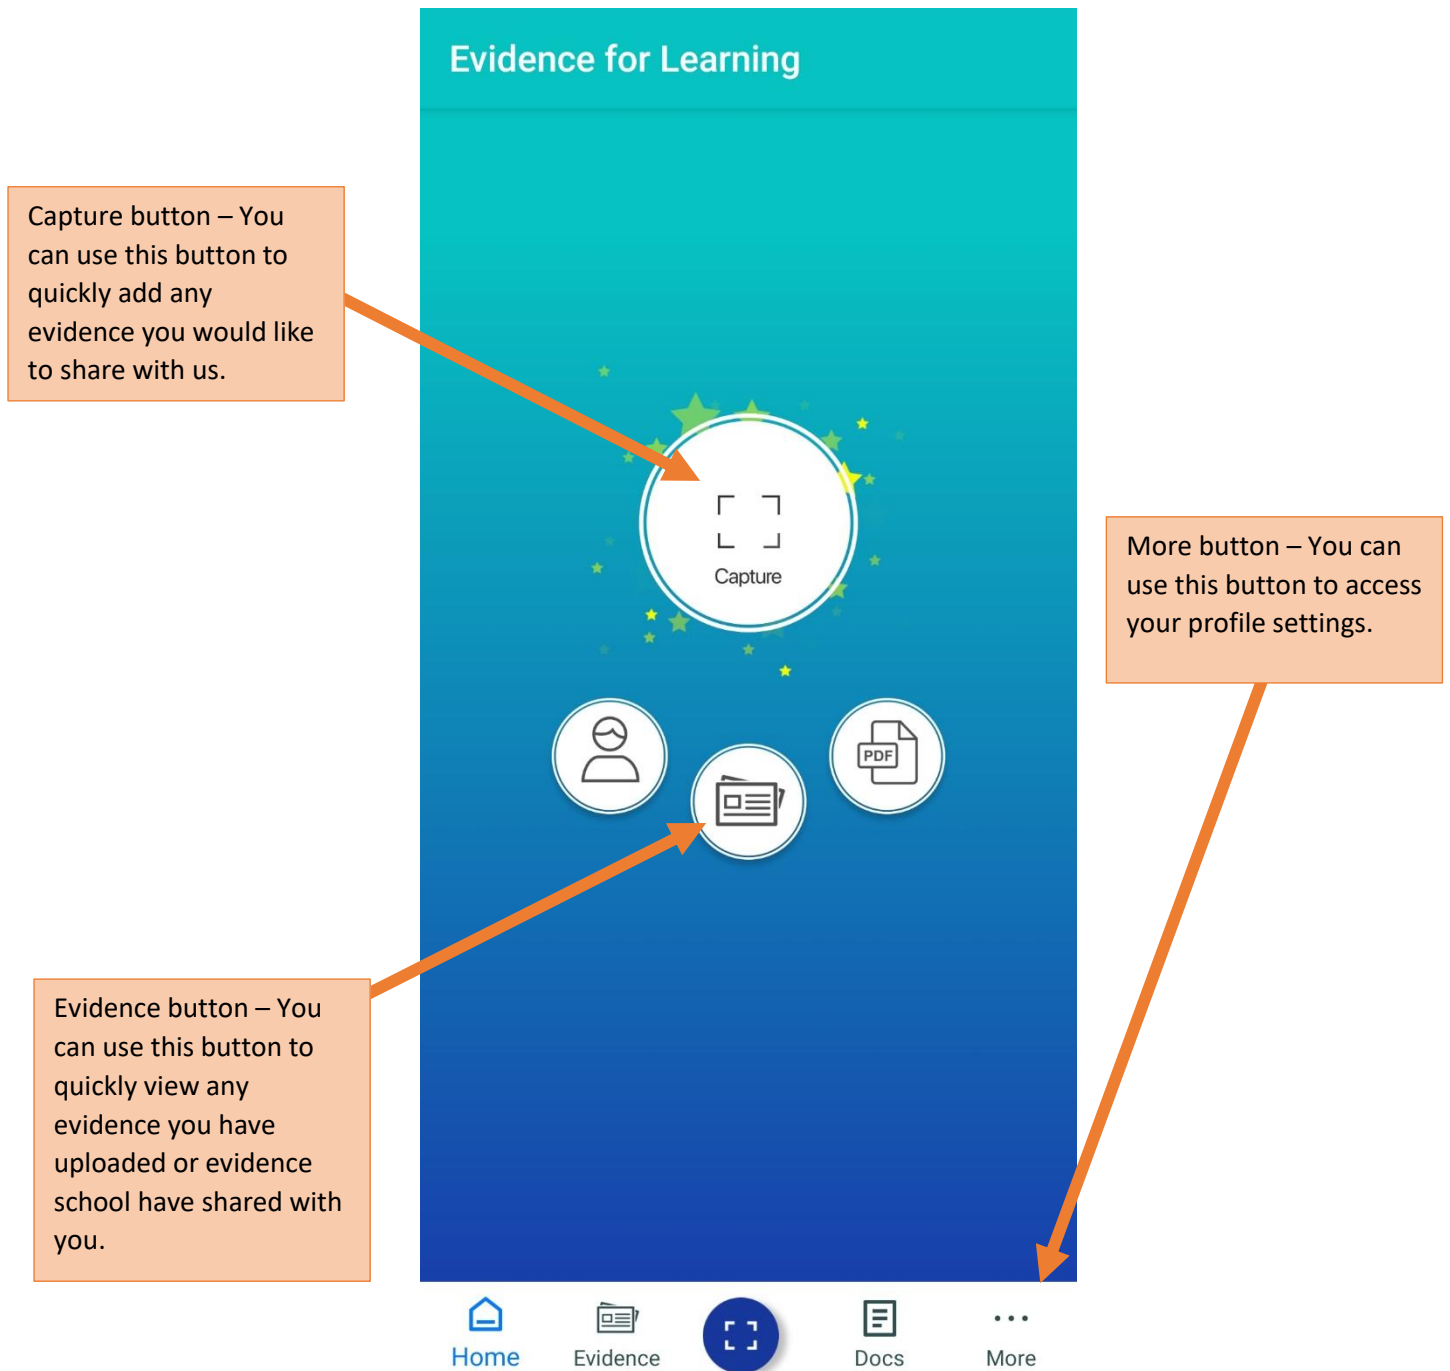 Evidence for Learning
Capture button – You
can use this button to
quickly add any
evidence you would like
to share with us.
Capture
More button – You can
use this button to access
your profile settings.
PDF
Evidence button – You
can use this button to
quickly view any
evidence you have
uploaded or evidence
school have shared with
you.
Home
Evidence
Docs
More